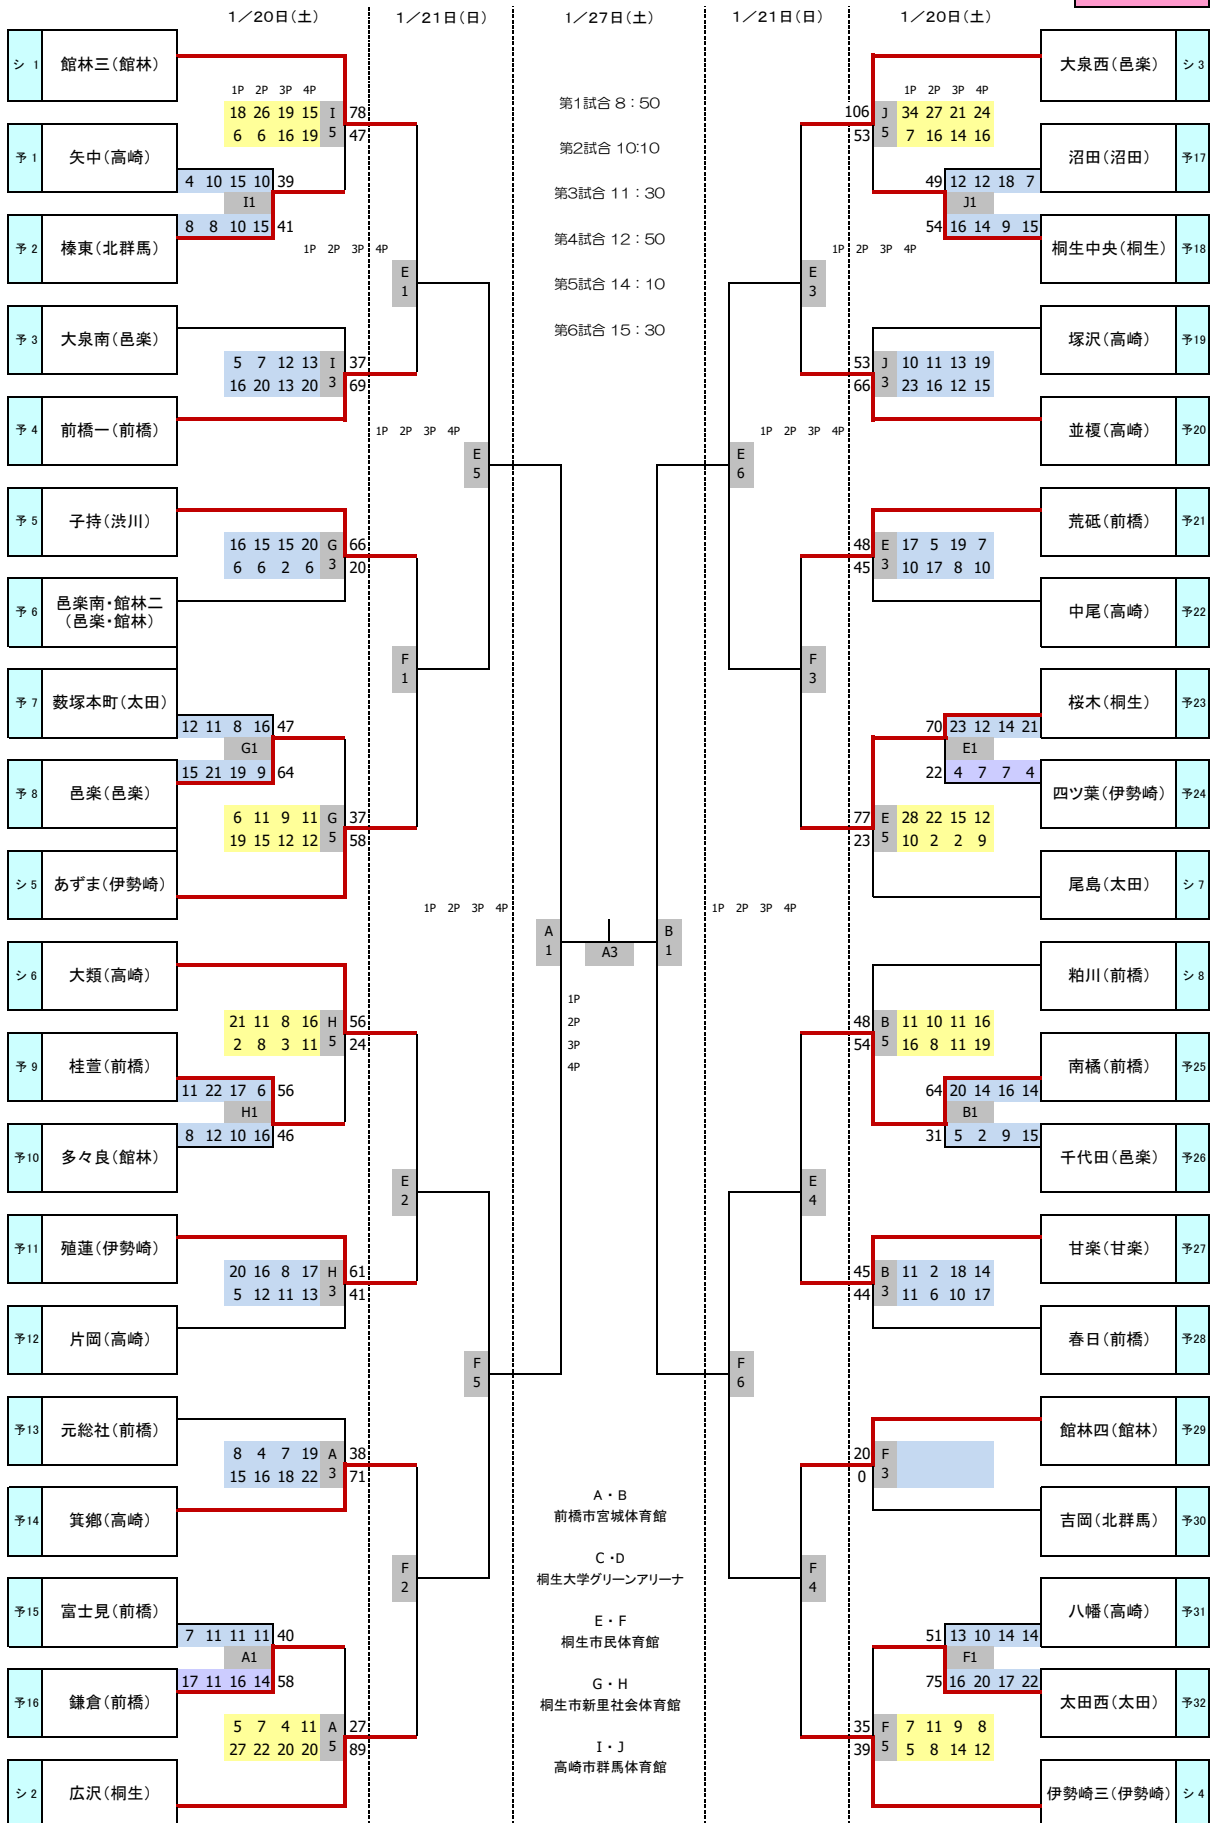 1／20日(土) 1／21日(日) 1／27日(土) 1／21日(日) 1／20日(土)
シ 1 館林三(館林)
1P 2P 3P 4P
18 26 19 15 I 78
6 6 16 19 5 47
予 1 矢中(高崎)
4 10 15 10 39
I1
8 8 10 15 41
予 2 榛東(北群馬)
1P 2P 3P 4P
E
1
予 3 大泉南(邑楽)
5 7 12 13 I 37
16 20 13 20 3 69
予 4 前橋一(前橋)
1P 2P 3P 4P
E
5
予 5 子持(渋川)
16 15 15 20 G 66
6 6 2 6 3 20
予 6 邑楽南・館林二
(邑楽・館林)
F
1
予 7 薮塚本町(太田)
12 11 8 16 47
G1
15 21 19 9 64
予 8 邑楽(邑楽)
6 11 9 11 G 37
19 15 12 12 5 58
シ 5 あずま(伊勢崎)
1P 2P 3P 4P
A
1
シ 6 大類(高崎)
21 11 8 16 H 56
2 8 3 11 5 24
予 9 桂萱(前橋)
11 22 17 6 56
H1
8 12 10 16 46
予10 多々良(館林)
E
2
予11 殖蓮(伊勢崎)
20 16 8 17 H 61
5 12 11 13 3 41
予12 片岡(高崎)
F
5
予13 元総社(前橋)
8 4 7 19 A 38
15 16 18 22 3 71
予14 箕郷(高崎)
F
2
予15 富士見(前橋)
7 11 11 11 40
A1
17 11 16 14 58
予16 鎌倉(前橋)
5 7 4 11 A 27
27 22 20 20 5 89
シ 2 広沢(桐生)
第1試合 8：50
第2試合 10:10
第3試合 11：30
第4試合 12：50
第5試合 14：10
第6試合 15：30
A3
1P
2P
3P
4P
A・B
前橋市宮城体育館
C・D
桐生大学グリーンアリーナ
E・F
桐生市民体育館
G・H
桐生市新里社会体育館
I・J
高崎市群馬体育館
大泉西(邑楽) シ 3
1P 2P 3P 4P
106 J 34 27 21 24
53 5 7 16 14 16
沼田(沼田) 予17
49 12 12 18 7
J1
54 16 14 9 15
桐生中央(桐生) 予18
1P 2P 3P 4P
E
3
塚沢(高崎) 予19
53 J 10 11 13 19
66 3 23 16 12 15
並榎(高崎) 予20
1P 2P 3P 4P
E
6
荒砥(前橋) 予21
48 E 17 5 19 7
45 3 10 17 8 10
中尾(高崎) 予22
F
3
桜木(桐生) 予23
70 23 12 14 21
E1
22 4 7 7 4
四ツ葉(伊勢崎) 予24
77 E 28 22 15 12
23 5 10 2 2 9
尾島(太田) シ 7
1P 2P 3P 4P
B
1
粕川(前橋) シ 8
48 B 11 10 11 16
54 5 16 8 11 19
南橘(前橋) 予25
64 20 14 16 14
B1
31 5 2 9 15
千代田(邑楽) 予26
E
4
甘楽(甘楽) 予27
45 B 11 2 18 14
44 3 11 6 10 17
春日(前橋) 予28
F
6
館林四(館林) 予29
20 F
0 3
吉岡(北群馬) 予30
F
4
八幡(高崎) 予31
51 13 10 14 14
F1
75 16 20 17 22
太田西(太田) 予32
35 F 7 11 9 8
39 5 5 8 14 12
伊勢崎三(伊勢崎) シ 4